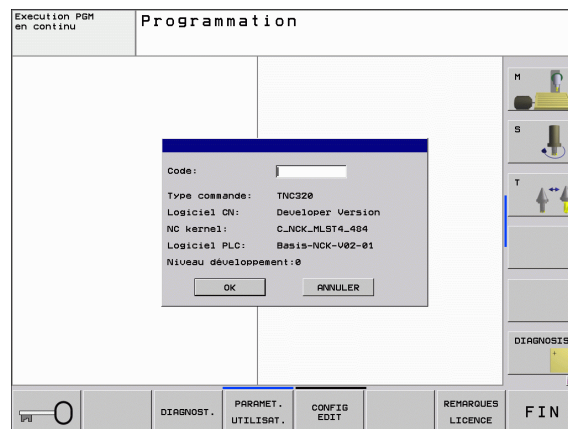 Execution PGM
en continu
Programmation
M
S
T
Code:
Type commande: TNC320
Logiciel CN: Developer Version
NC kernel: C_NCK_MLST4_484
Logiciel PLC: Basis-NCK-V02-01
Niveau développement:0
OK
ANNULER
DIAGNOSIS
DIAGNOST.
PARAMET.
UTILISAT.
CONFIG
EDIT
REMARQUES
LICENCE
FIN